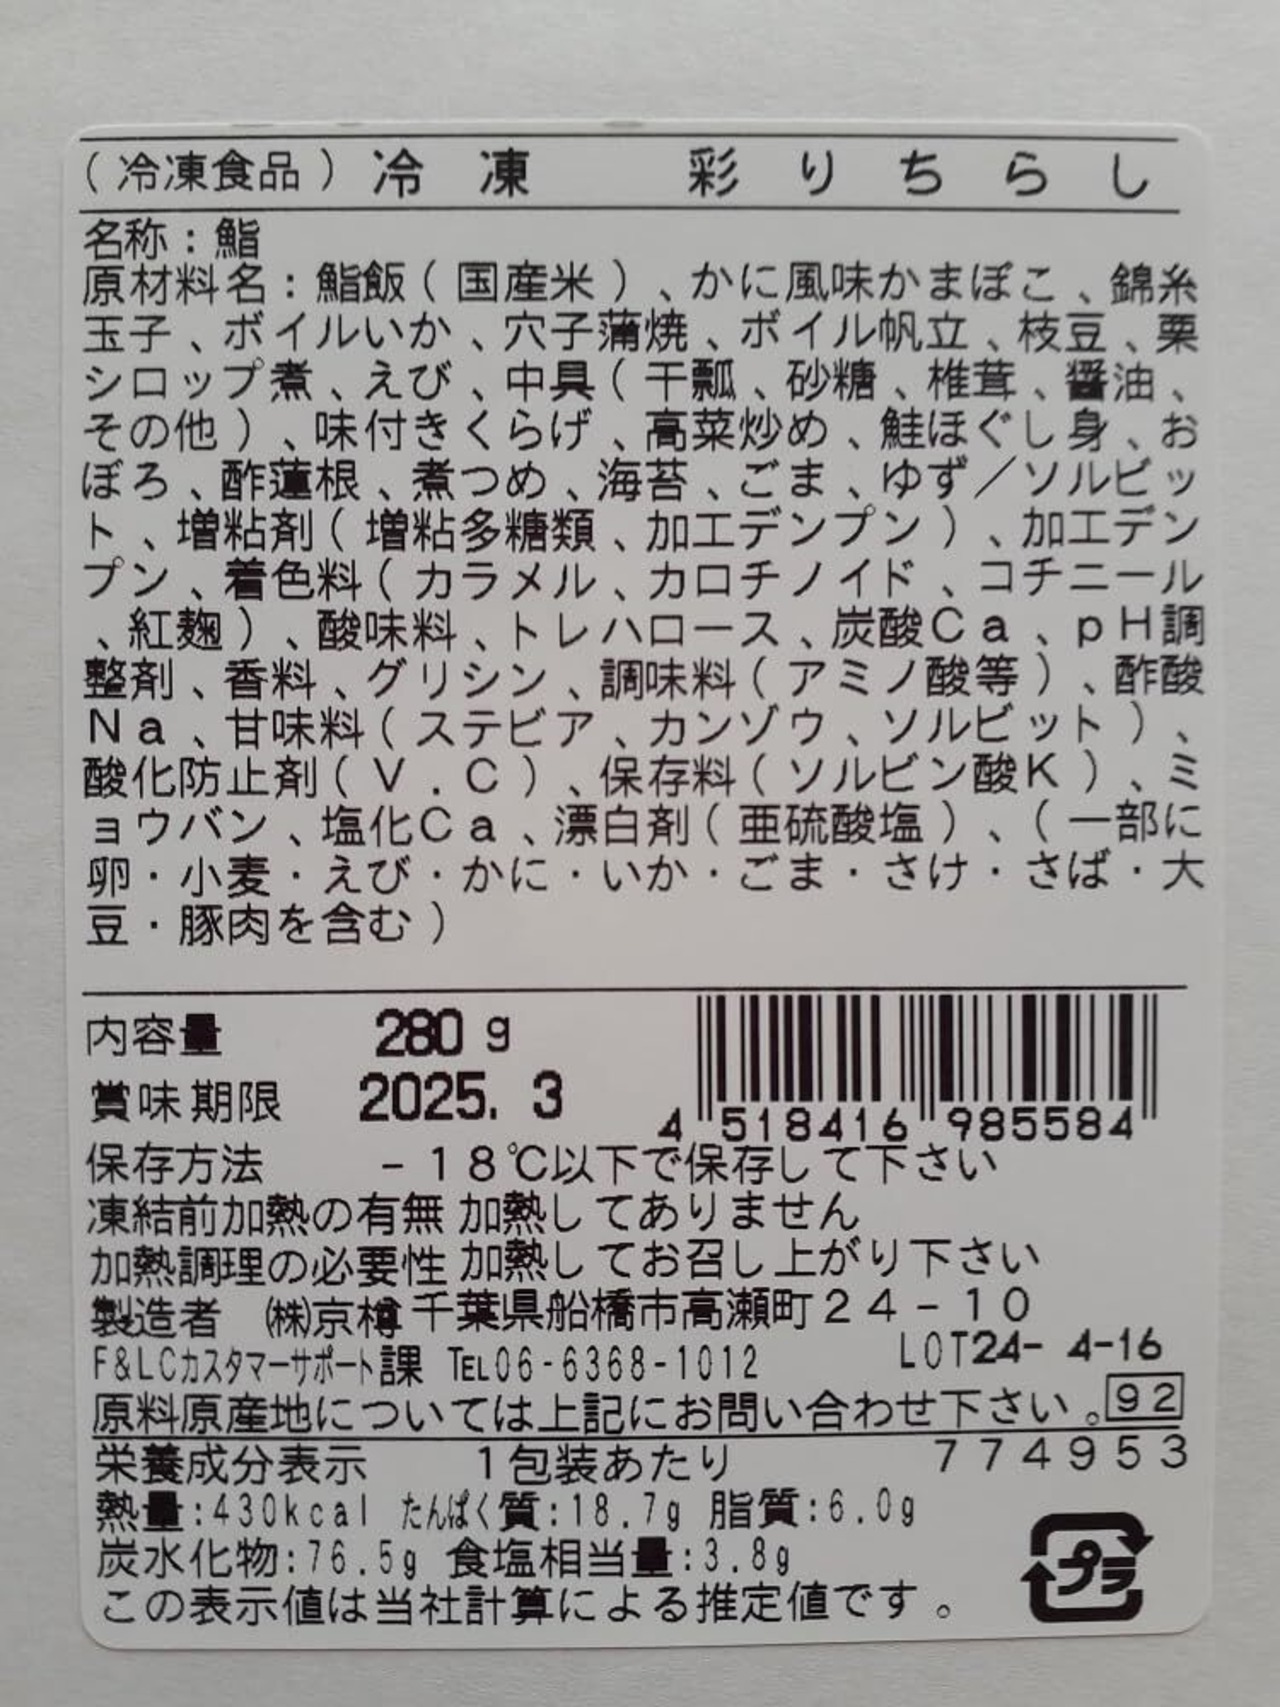 (冷凍食品)冷凍　彩りちらし
名称：鮨
原材料名：鮨飯（国産米）、かに風味かまぼこ、錦糸
玉子、ボイルいか、穴子蒲焼、ボイル帆立、枝豆、栗
シロップ煮、えび、中具（干瓢、砂糖、椎茸、醤油、
その他）、味付きくらげ、高菜炒め、鮭ほぐし身、お
ぼろ、酢蓮根、煮つめ、海苔、ごま、ゆず／ソルビッ
ト、増粘剤（増粘多糖類、加工デンプン）、加工デン
プン、着色料（カラメル、カロチノイド、コチニール
、紅麹）、酸味料、トレハロース、炭酸Ｃａ、ｐＨ調
整剤、香料、グリシン、調味料（アミノ酸等）、酢酸
Ｎａ、甘味料（ステビア、カンゾウ、ソルビット）、
酸化防止剤（Ｖ．Ｃ）、保存料（ソルビン酸Ｋ）、ミ
ョウバン、塩化Ｃａ、漂白剤（亜硫酸塩）、（一部に
卵・小麦・えび・かに・いか・ごま・さけ・さば・大
豆・豚肉を含む）
内容量　280g
賞味期限　2025. 3
4 518416 985584
保存方法　－１８℃以下で保存して下さい
凍結前加熱の有無 加熱してありません
加熱調理の必要性 加熱してお召し上がり下さい
製造者　㈱京樽 千葉県船橋市高瀬町２４－１０
F&LCカスタマーサポート課 TEL06-6368-1012 LOT24- 4-16
原料原産地については上記にお問い合わせ下さい。92
栄養成分表示　１包装あたり　774953
熱量:430kcal たんぱく質:18.7g 脂質:6.0g
炭水化物:76.5g 食塩相当量:3.8g
この表示値は当社計算による推定値です。
プラ